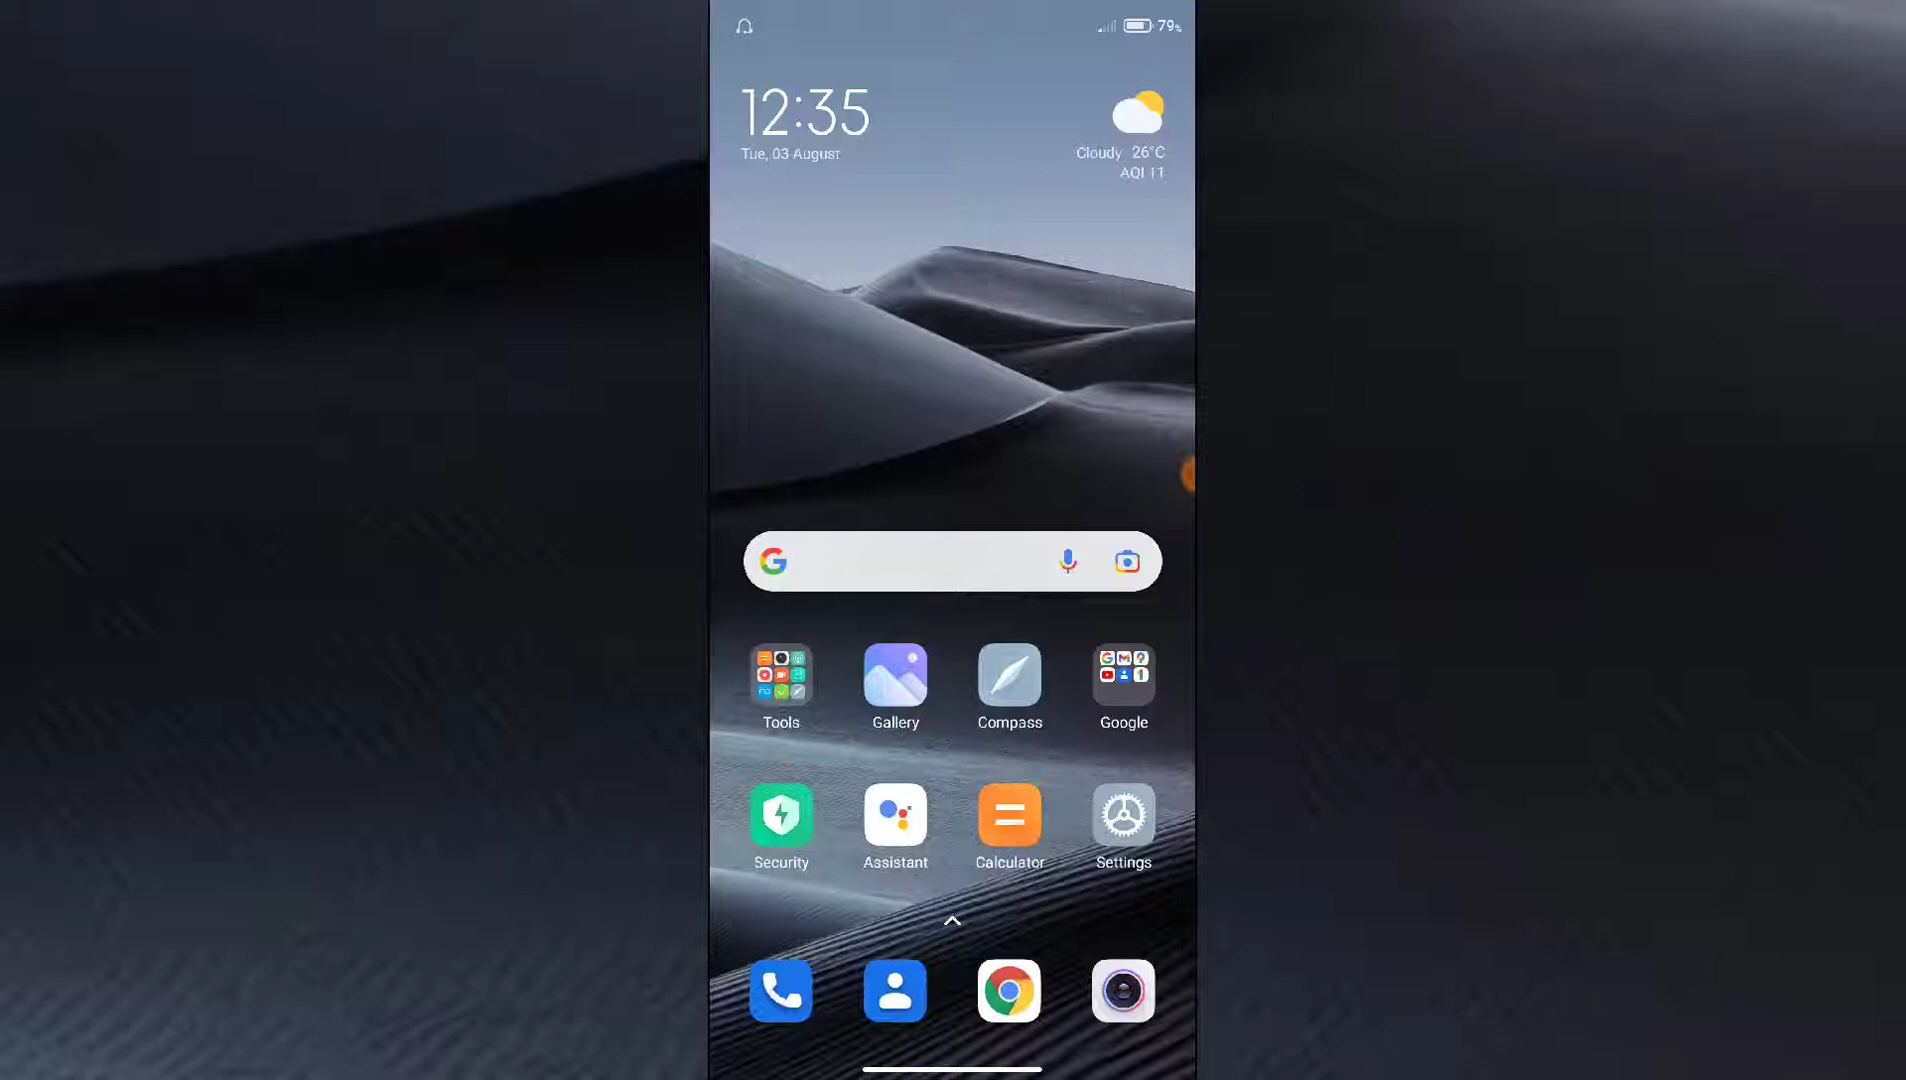 79%
12:35
Tue, 03 August
Cloudy 26°C
AQI 11
Tools
Gallery
Compass
Google
Security
Assistant
Calculator
Settings